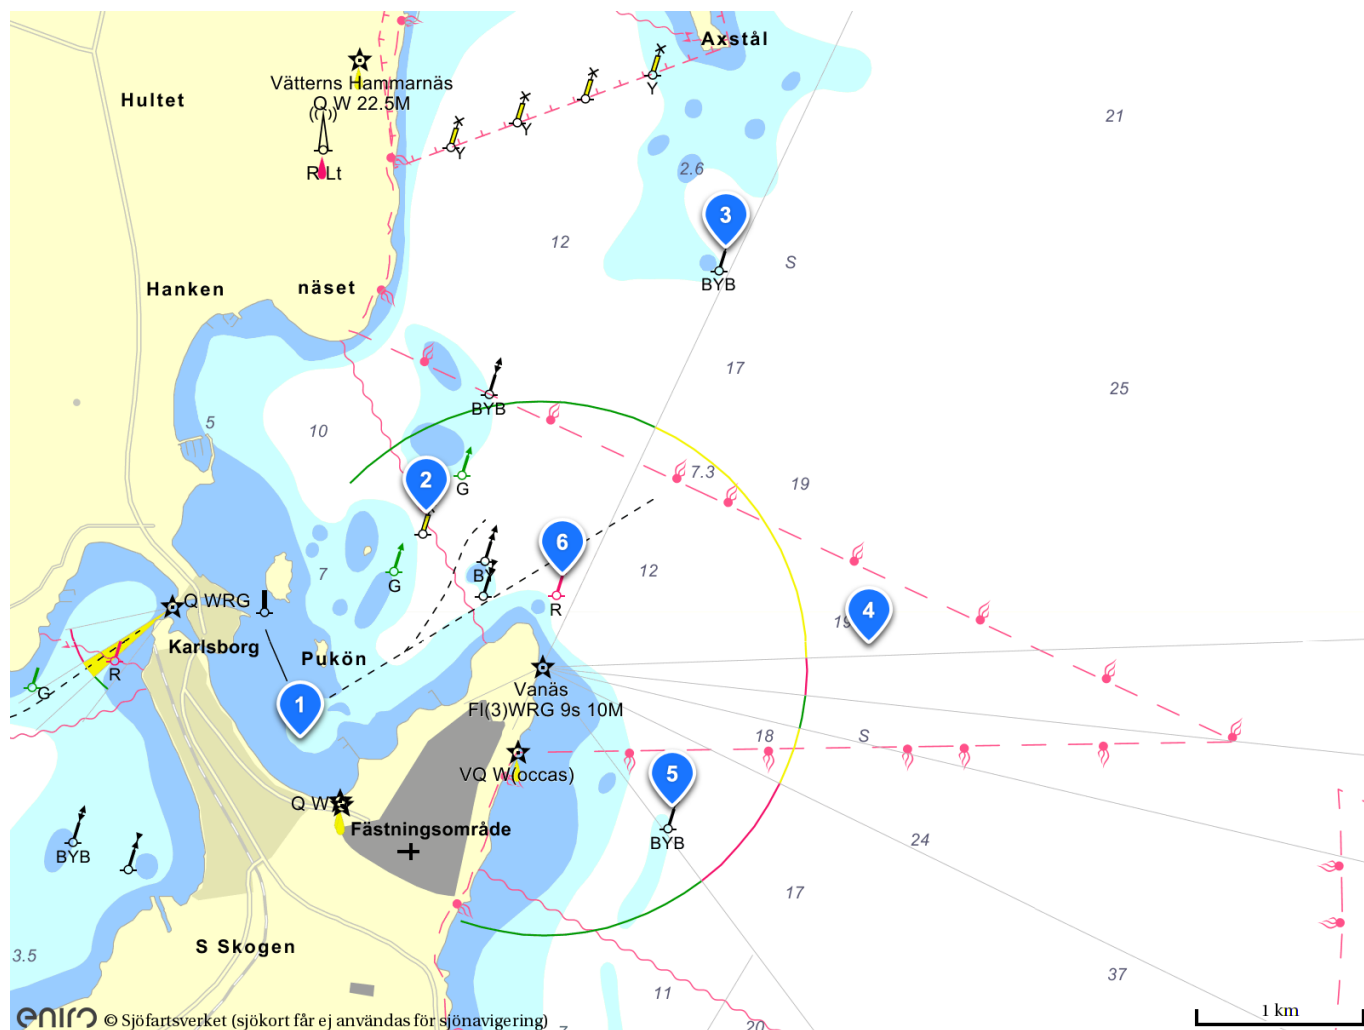 Axstål
Vätterns Hammarnäs
Q W 22.5M
Hultet
21
Y
Y
Y
R Lt
2.6
3
12
S
BYB
Hanken
näset
17
25
BYB
5
10
7.3
2
19
G
6
7
G
BY
12
R
Q WRG
4
19
Karlsborg
Pukön
R
G
Vanäs
Fl(3)WRG 9s 10M
1
18
S
VQ W(occas)
5
Q W
Fästningsområde
BYB
BYB
24
17
S Skogen
3.5
37
11
20
7
1 km
eniro © Sjöfartsverket (sjökort får ej användas för sjönavigering)